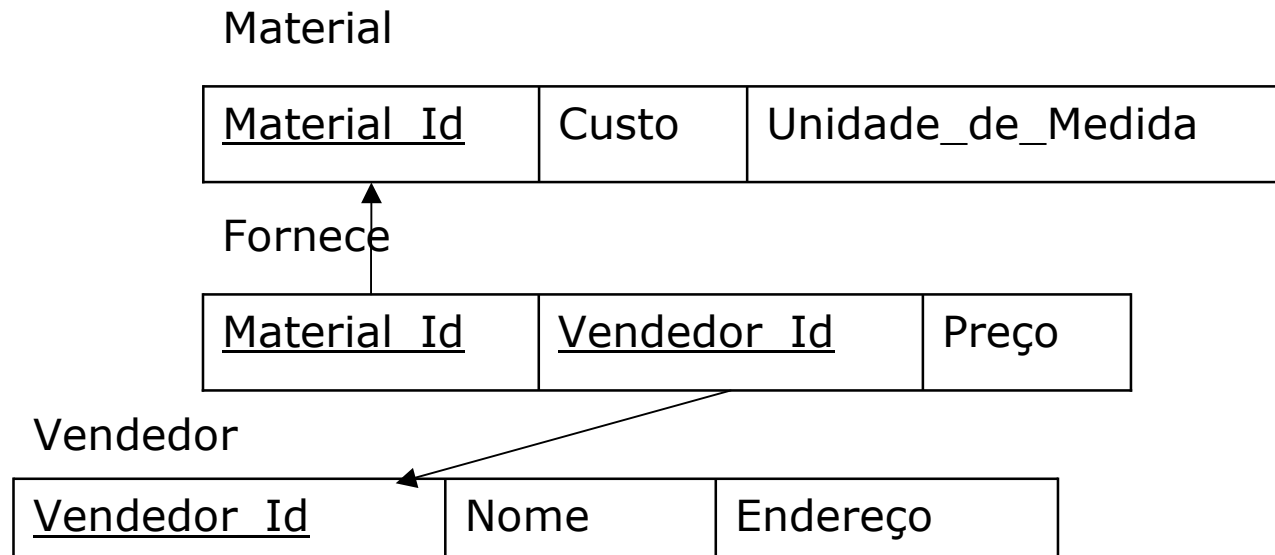 Material
Material_Id Custo Unidade_de_Medida
Fornece
Material_Id Vendedor_Id Preço
Vendedor
Vendedor_Id Nome Endereço